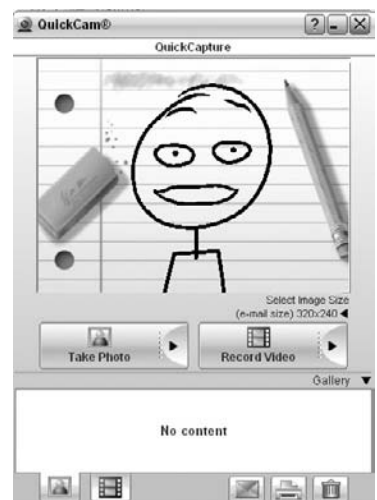 QuickCam®
QuickCapture
Select Image Size
(e-mail size) 320x240
Take Photo
Record Video
Gallery
No content